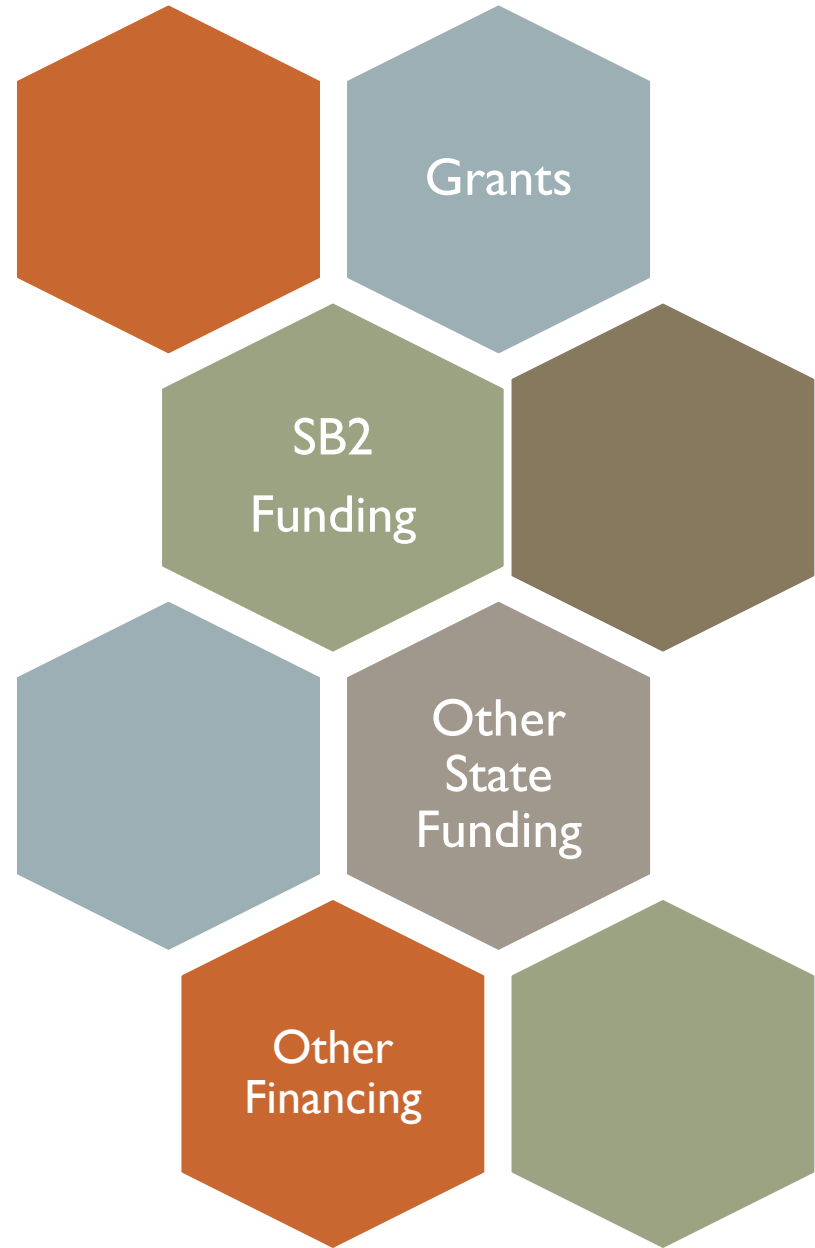 Grants
SB2
Funding
Other
State
Funding
Other
Financing